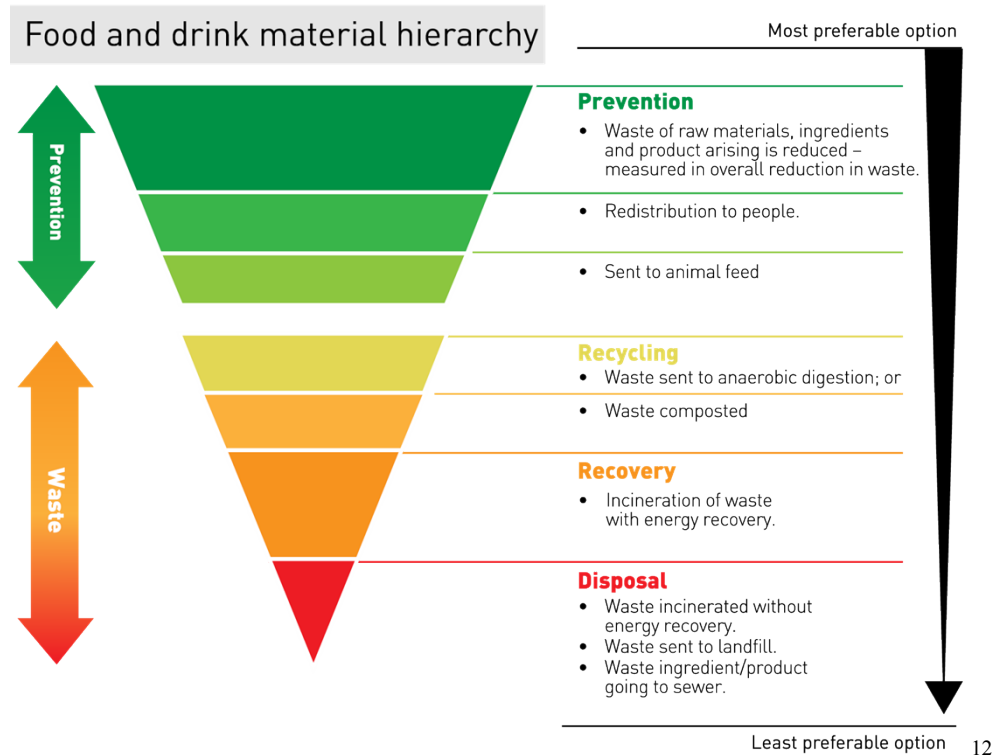 Food and drink material hierarchy
Most preferable option
Prevention
Prevention
• Waste of raw materials, ingredients
and product arising is reduced –
measured in overall reduction in waste.
• Redistribution to people.
• Sent to animal feed
Waste
Recycling
• Waste sent to anaerobic digestion; or
• Waste composted
Recovery
• Incineration of waste
with energy recovery.
Disposal
• Waste incinerated without
energy recovery.
• Waste sent to landfill.
• Waste ingredient/product
going to sewer.
Least preferable option
12